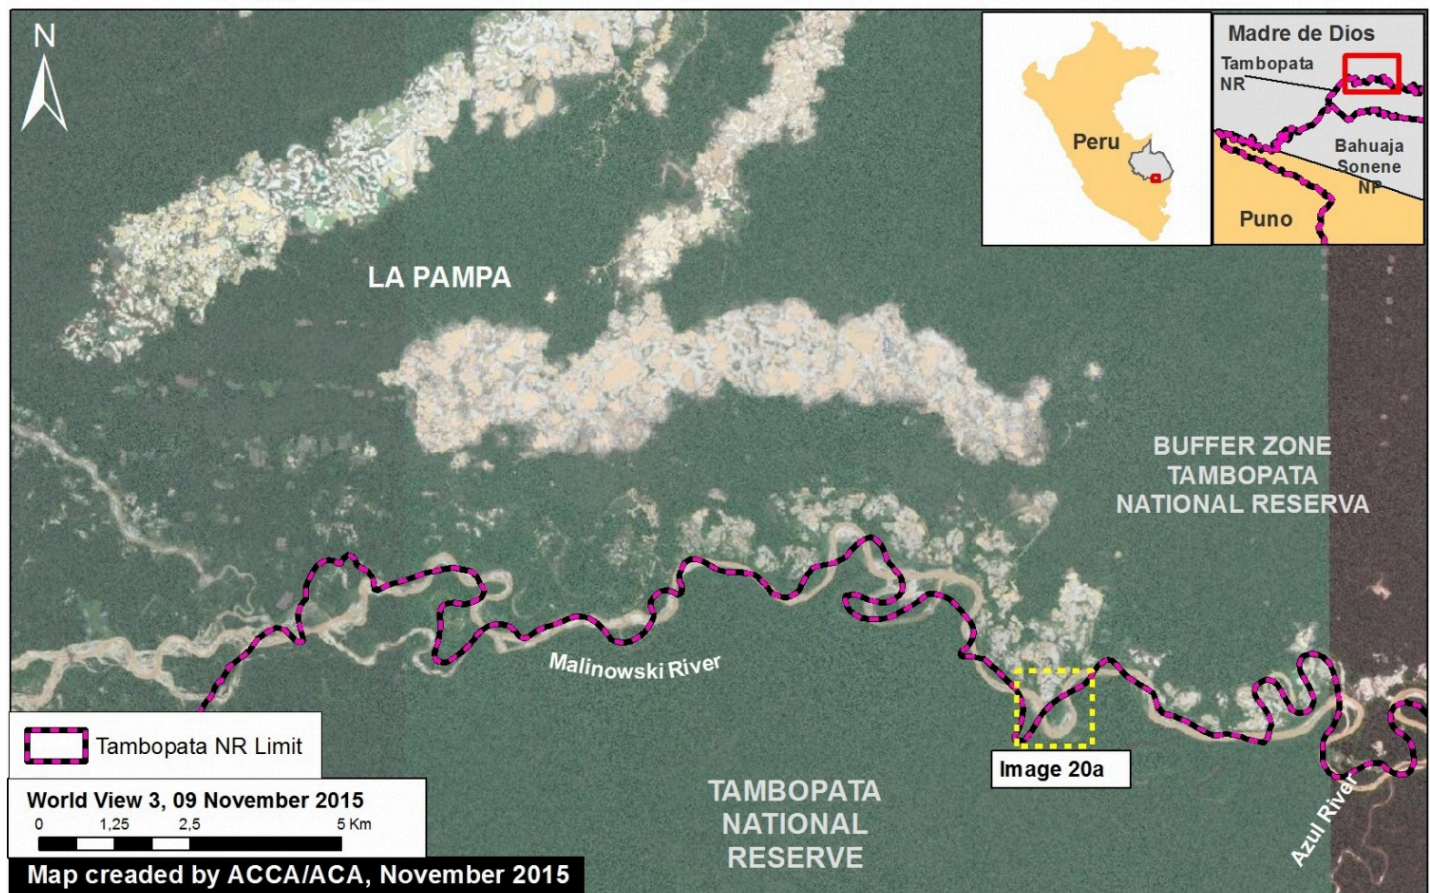 N
Peru
Madre de Dios
Tambopata
NR
Bahuaja
Sonene
NP
Puno
LA PAMPA
BUFFER ZONE
TAMBOPATA
NATIONAL RESERVA
Malinowski River
Image 20a
Azul River
TAMBOPATA
NATIONAL
RESERVE
Tambopata NR Limit
World View 3, 09 November 2015
0 1,25 2,5 5 Km
Map creaded by ACCA/ACA, November 2015